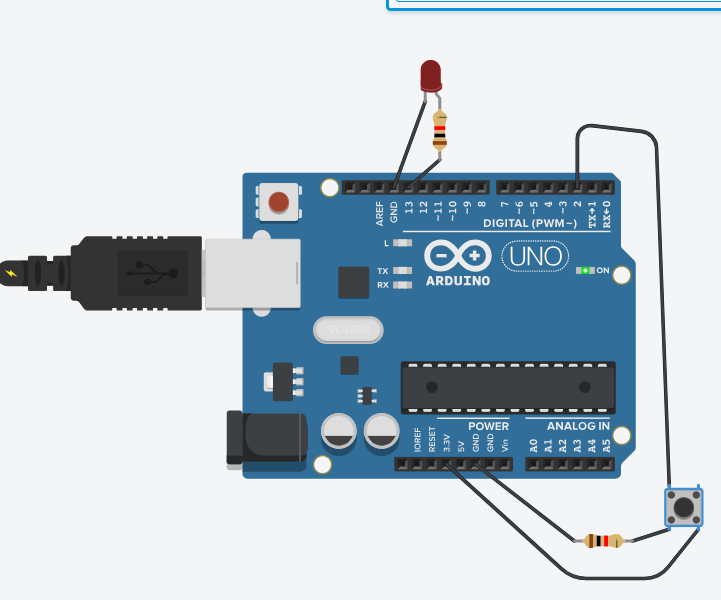 AREF
GND
13
12
~11
~10
~9
8
7
~6
~5
4
~3
2
TX→1
RX←0
DIGITAL (PWM~)
L
TX
RX
UNO
ON
ARDUINO
POWER
ANALOG IN
IOREF
RESET
3.3V
5V
GND
GND
Vin
A0
A1
A2
A3
A4
A5